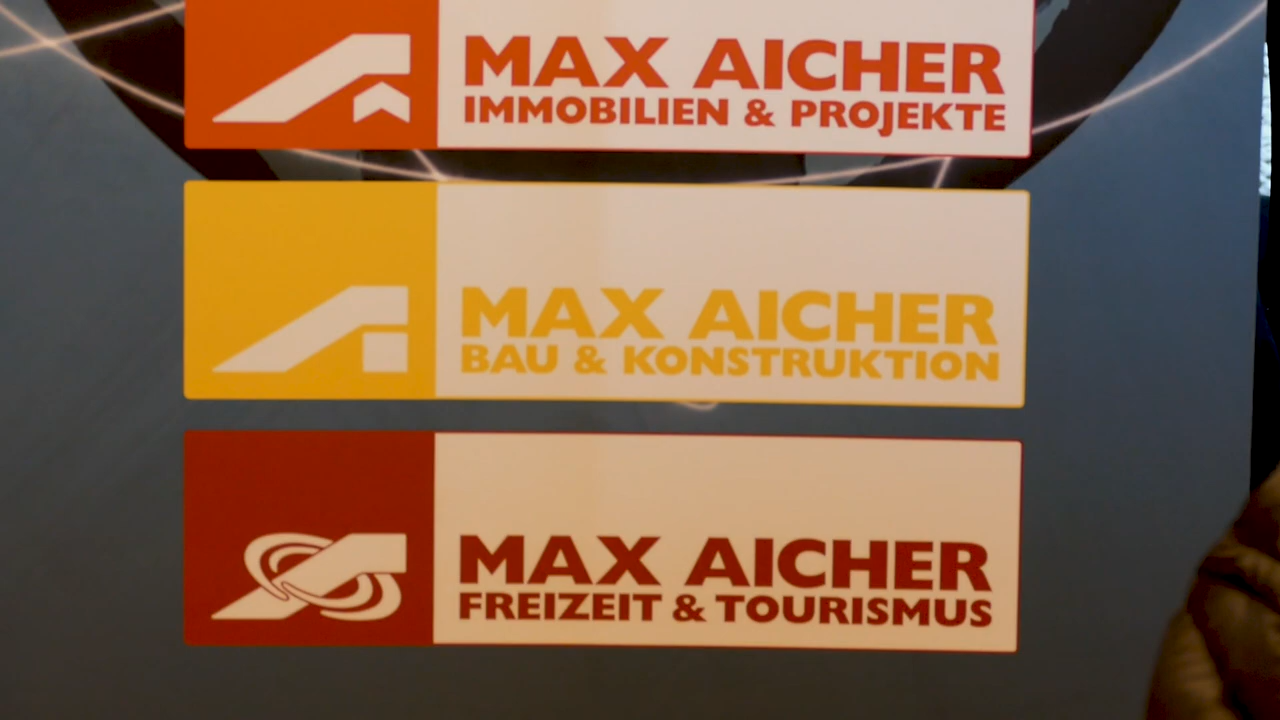 MAX AICHER
IMMOBILIEN & PROJEKTE
MAX AICHER
BAU & KONSTRUKTION
MAX AICHER
FREIZEIT & TOURISMUS